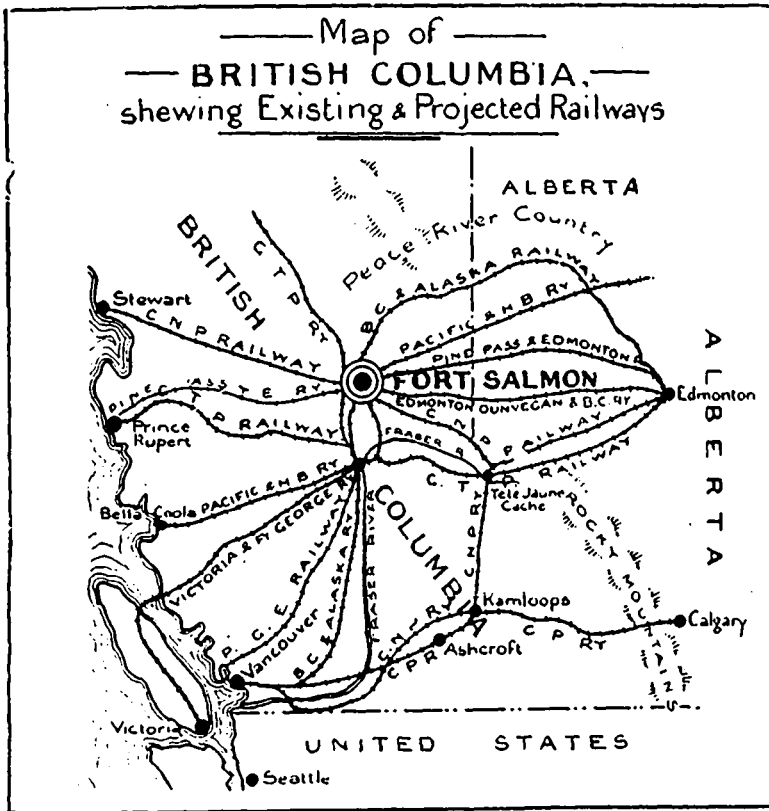 Map of
BRITISH COLUMBIA,
shewing Existing & Projected Railways
ALBERTA
Peace River Country
BRITISH
G T P RY
B C & ALASKA RAILWAY
Stewart
C N P RAILWAY
PACIFIC & H B RY
PINE PASS & EDMONTON R
FORT SALMON
EDMONTON DUNVEGAN & B.C. RY.
Edmonton
ALBERTA
T E RY
Prince
Rupert
T P RAILWAY
C N P RAILWAY
FRASER R
G T P RAILWAY
Tete Jaune
Cache
Bella Coola
PACIFIC & H B RY
VICTORIA & FT GEORGE RY
P. G. E RAILWAY
B C & ALASKA RY
FRASER RIVER
COLUMBIA
C N P RY
ROCKY MOUNTAINS
Kamloops
C P RY
Calgary
C-N-RY
Ashcroft
C P R
Vancouver
Victoria
UNITED STATES
Seattle